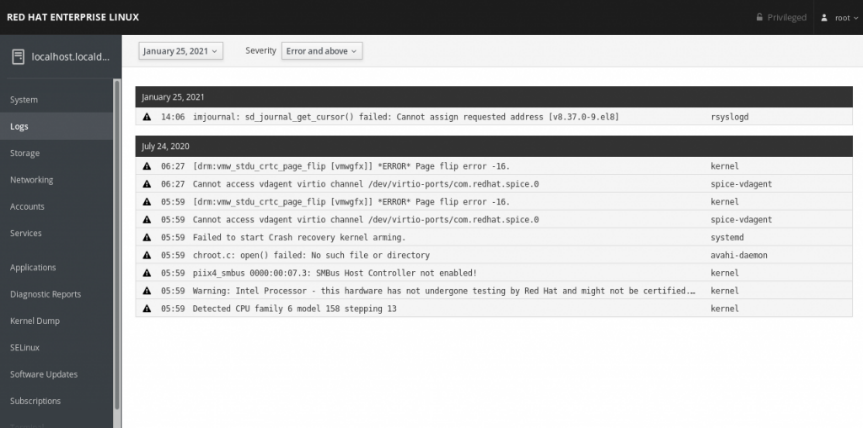 RED HAT ENTERPRISE LINUX
Privileged
root
localhost.locald...
January 25, 2021
Severity
Error and above
System
Logs
Storage
Networking
Accounts
Services
Applications
Diagnostic Reports
Kernel Dump
SELinux
Software Updates
Subscriptions
January 25, 2021
14:06 imjournal: sd_journal_get_cursor() failed: Cannot assign requested address [v8.37.0-9.el8] rsyslogd
July 24, 2020
06:27 [drm:vmw_stdu_crtc_page_flip [vmwgfx]] *ERROR* Page flip error -16. kernel
06:27 Cannot access vdagent virtio channel /dev/virtio-ports/com.redhat.spice.0 spice-vdagent
05:59 [drm:vmw_stdu_crtc_page_flip [vmwgfx]] *ERROR* Page flip error -16. kernel
05:59 Cannot access vdagent virtio channel /dev/virtio-ports/com.redhat.spice.0 spice-vdagent
05:59 Failed to start Crash recovery kernel arming. systemd
05:59 chroot.c: open() failed: No such file or directory avahi-daemon
05:59 piix4_smbus 0000:00:07.3: SMBus Host Controller not enabled! kernel
05:59 Warning: Intel Processor - this hardware has not undergone testing by Red Hat and might not be certified.... kernel
05:59 Detected CPU family 6 model 158 stepping 13 kernel